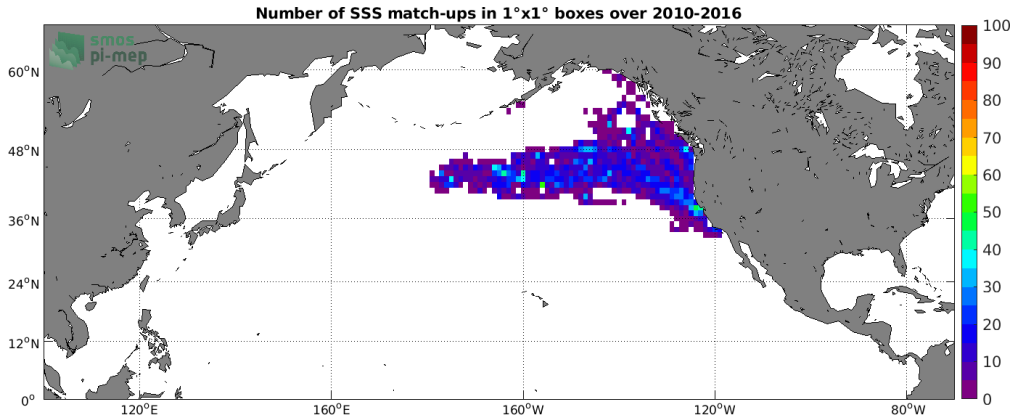 Number of SSS match-ups in 1°x1° boxes over 2010-2016
smos
pi-mep
60°N
48°N
36°N
24°N
12°N
0°
120°E
160°E
160°W
120°W
80°W
100
90
80
70
60
50
40
30
20
10
0